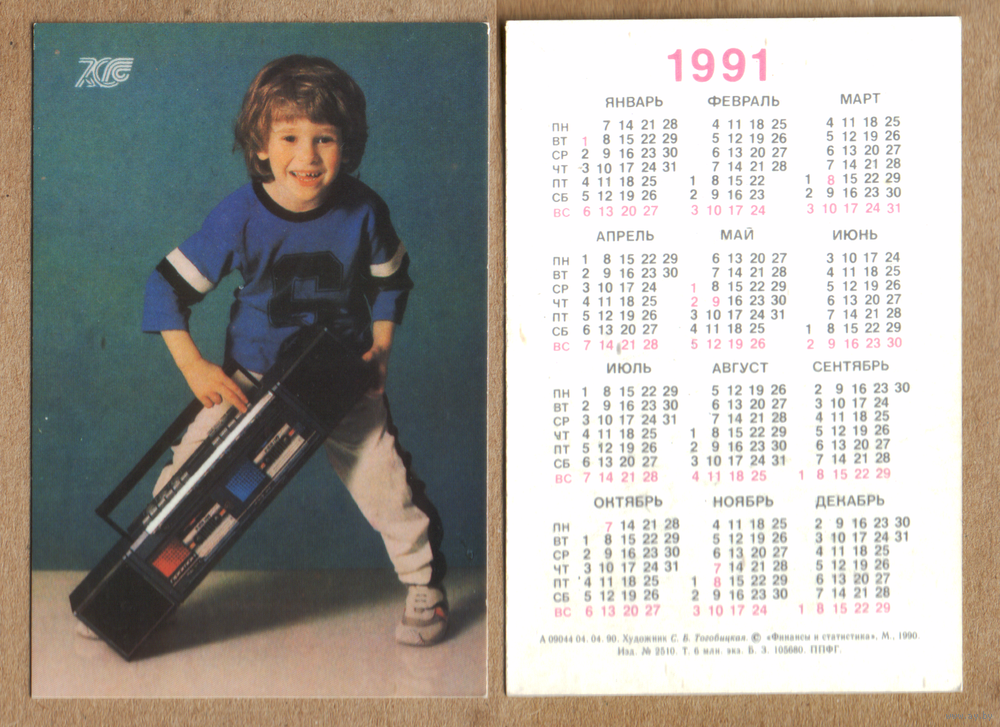 1991
ЯНВАРЬ ФЕВРАЛЬ МАРТ
ПН 7 14 21 28 4 11 18 25 4 11 18 25
ВТ 1 8 15 22 29 5 12 19 26 5 12 19 26
СР 2 9 16 23 30 6 13 20 27 6 13 20 27
ЧТ 3 10 17 24 31 7 14 21 28 7 14 21 28
ПТ 4 11 18 25 1 8 15 22 1 8 15 22 29
СБ 5 12 19 26 2 9 16 23 2 9 16 23 30
ВС 6 13 20 27 3 10 17 24 3 10 17 24 31
АПРЕЛЬ МАЙ ИЮНЬ
ПН 1 8 15 22 29 6 13 20 27 3 10 17 24
ВТ 2 9 16 23 30 7 14 21 28 4 11 18 25
СР 3 10 17 24 1 8 15 22 29 5 12 19 26
ЧТ 4 11 18 25 2 9 16 23 30 6 13 20 27
ПТ 5 12 19 26 3 10 17 24 31 7 14 21 28
СБ 6 13 20 27 4 11 18 25 1 8 15 22 29
ВС 7 14 21 28 5 12 19 26 2 9 16 23 30
ИЮЛЬ АВГУСТ СЕНТЯБРЬ
ПН 1 8 15 22 29 5 12 19 26 2 9 16 23 30
ВТ 2 9 16 23 30 6 13 20 27 3 10 17 24
СР 3 10 17 24 31 7 14 21 28 4 11 18 25
ЧТ 4 11 18 25 1 8 15 22 29 5 12 19 26
ПТ 5 12 19 26 2 9 16 23 30 6 13 20 27
СБ 6 13 20 27 3 10 17 24 31 7 14 21 28
ВС 7 14 21 28 4 11 18 25 1 8 15 22 29
ОКТЯБРЬ НОЯБРЬ ДЕКАБРЬ
ПН 7 14 21 28 4 11 18 25 2 9 16 23 30
ВТ 1 8 15 22 29 5 12 19 26 3 10 17 24 31
СР 2 9 16 23 30 6 13 20 27 4 11 18 25
ЧТ 3 10 17 24 31 7 14 21 28 5 12 19 26
ПТ 4 11 18 25 1 8 15 22 29 6 13 20 27
СБ 5 12 19 26 2 9 16 23 30 7 14 21 28
ВС 6 13 20 27 3 10 17 24 1 8 15 22 29
А 09044 04. 04. 90. Художник С. В. Тоговицкая. © «Финансы и статистика». М., 1990.
Изд. № 2510. Т. 6 млн. экз. Б. З. 105680. ППФГ.